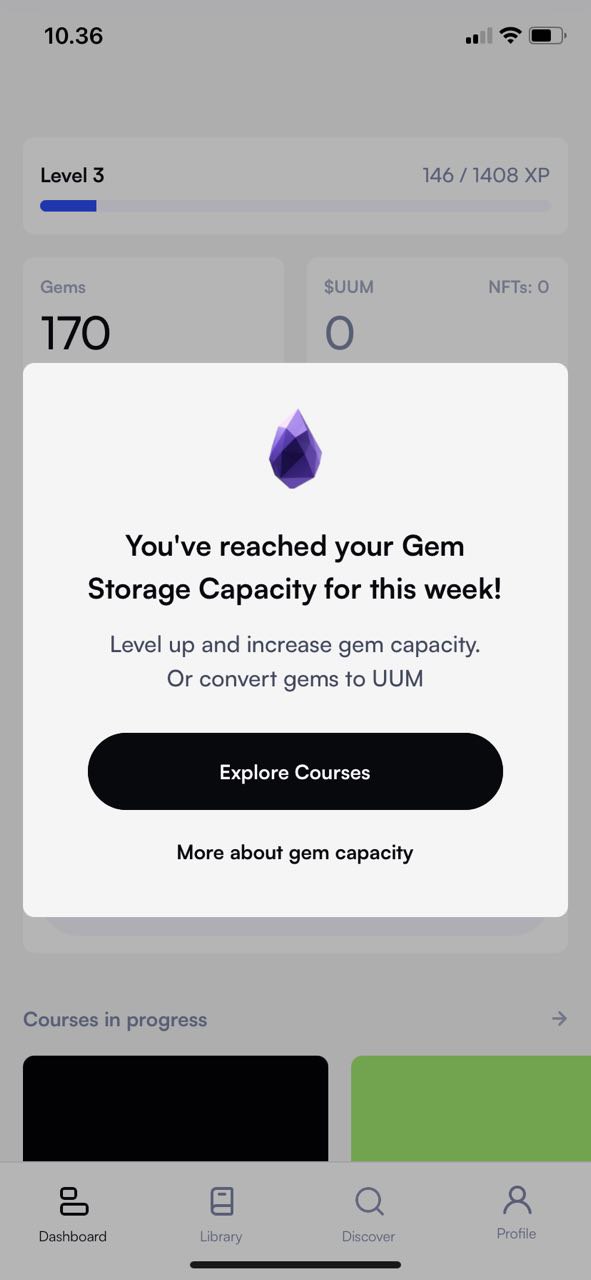 10.36
Level 3
146 / 1408 XP
Gems
170
$UUM
NFTs: 0
0
You've reached your Gem
Storage Capacity for this week!
Level up and increase gem capacity.
Or convert gems to UUM
Explore Courses
More about gem capacity
Courses in progress
Dashboard
Library
Discover
Profile